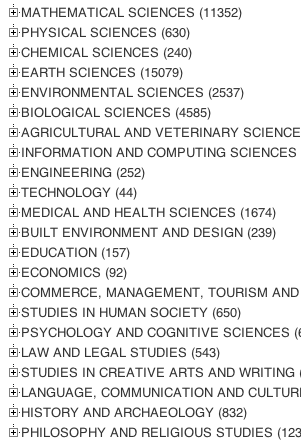 MATHEMATICAL SCIENCES (11352)
PHYSICAL SCIENCES (630)
CHEMICAL SCIENCES (240)
EARTH SCIENCES (15079)
ENVIRONMENTAL SCIENCES (2537)
BIOLOGICAL SCIENCES (4585)
AGRICULTURAL AND VETERINARY SCIENCE
INFORMATION AND COMPUTING SCIENCES
ENGINEERING (252)
TECHNOLOGY (44)
MEDICAL AND HEALTH SCIENCES (1674)
BUILT ENVIRONMENT AND DESIGN (239)
EDUCATION (157)
ECONOMICS (92)
COMMERCE, MANAGEMENT, TOURISM AND
STUDIES IN HUMAN SOCIETY (650)
PSYCHOLOGY AND COGNITIVE SCIENCES (
LAW AND LEGAL STUDIES (543)
STUDIES IN CREATIVE ARTS AND WRITING (
LANGUAGE, COMMUNICATION AND CULTUR
HISTORY AND ARCHAEOLOGY (832)
PHILOSOPHY AND RELIGIOUS STUDIES (123